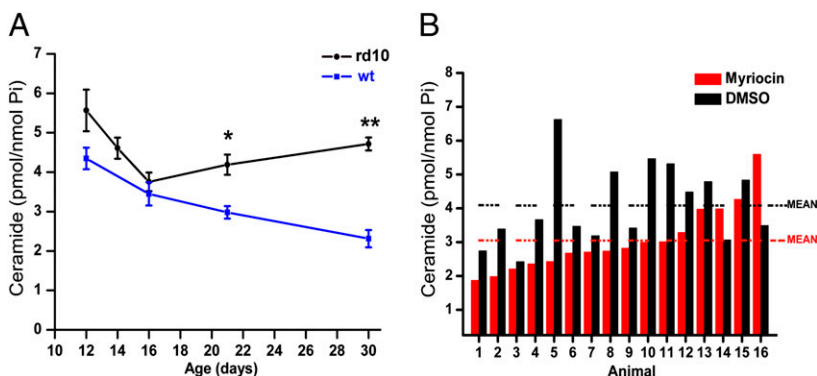 A
Ceramide (pmol/nmol Pi)
7
6
5
4
3
2
1
0
10 12 14 16 18 20 22 24 26 28 30
Age (days)
rd10
wt
*
**
B
Ceramide (pmol/nmol Pi)
8
7
6
5
4
3
2
1
1 2 3 4 5 6 7 8 9 10 11 12 13 14 15 16
Animal
Myriocin
DMSO
MEAN
MEAN